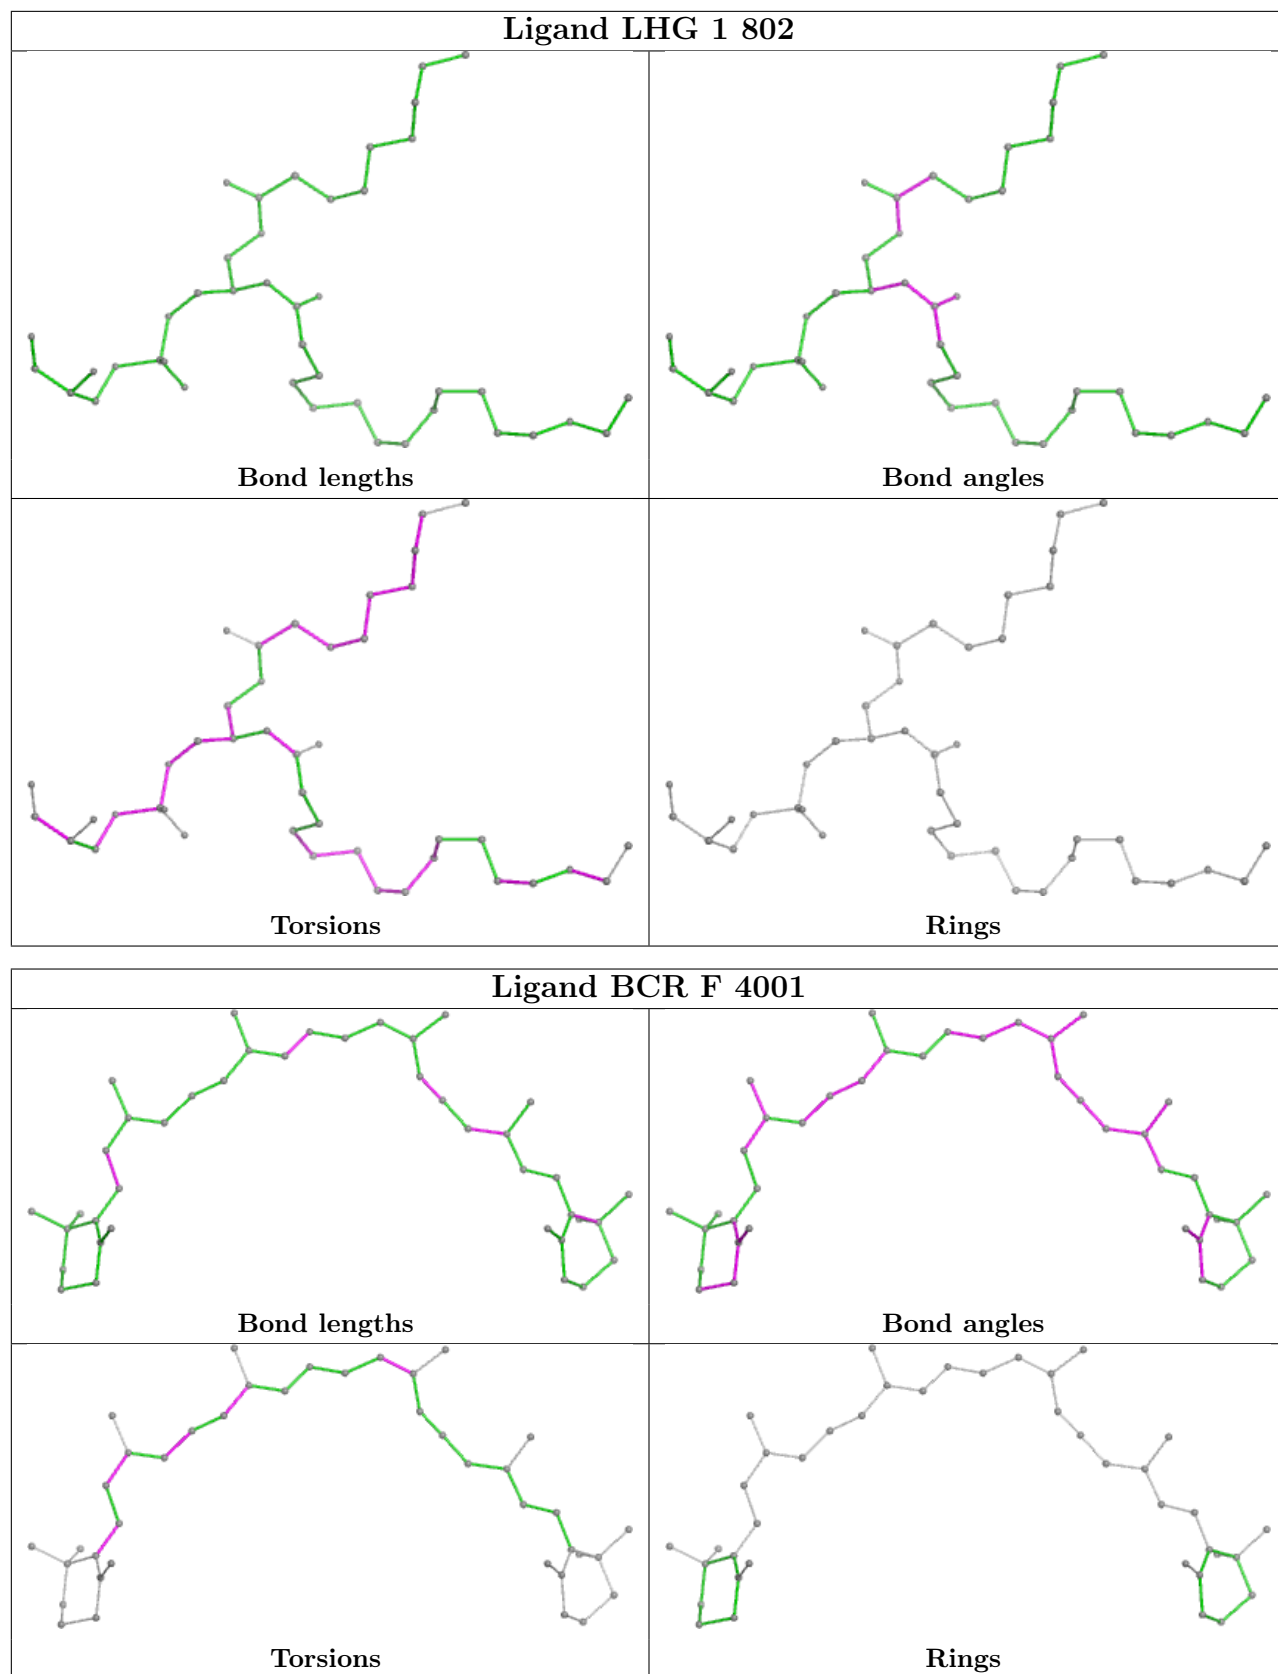 Ligand LHG 1 802
Bond lengths
Bond angles
Torsions
Rings
Ligand BCR F 4001
Bond lengths
Bond angles
Torsions
Rings